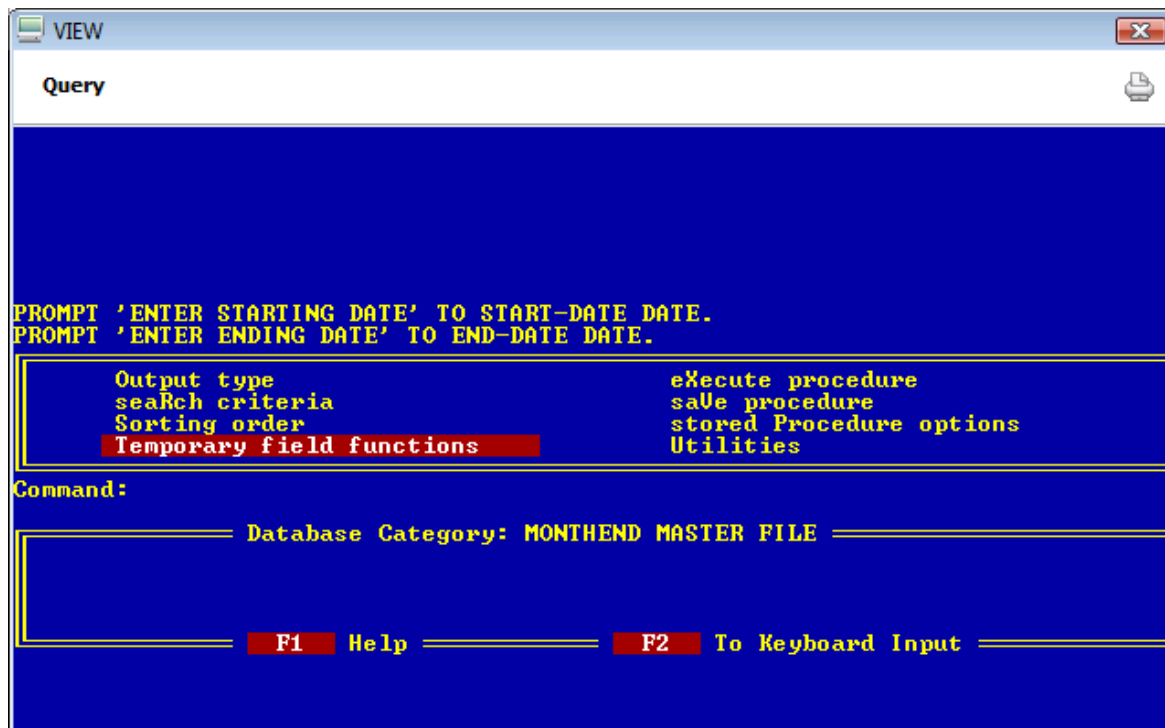 VIEW
Query
PROMPT 'ENTER STARTING DATE' TO START-DATE DATE.
PROMPT 'ENTER ENDING DATE' TO END-DATE DATE.
Output type eXecute procedure
seaRch criteria saVe procedure
Sorting order stored Procedure options
Temporary field functions Utilities
Command:
Database Category: MONTHEND MASTER FILE
F1 Help F2 To Keyboard Input